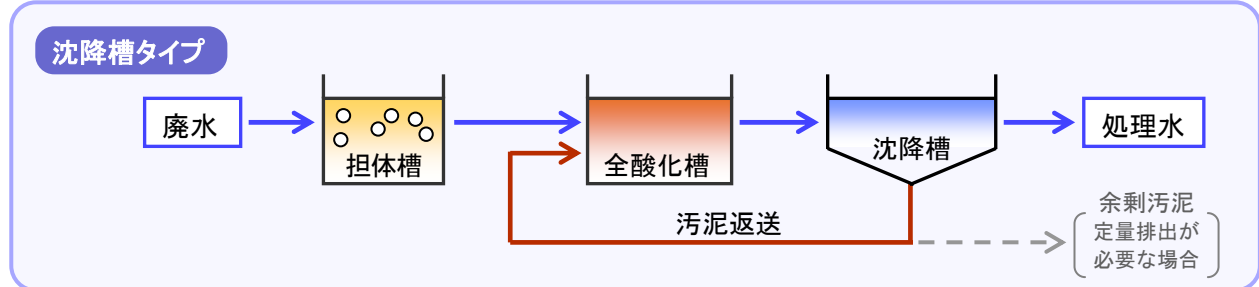 沈降槽タイプ
廃水
担体槽
全酸化槽
沈降槽
処理水
汚泥返送
余剰汚泥
定量排出が
必要な場合